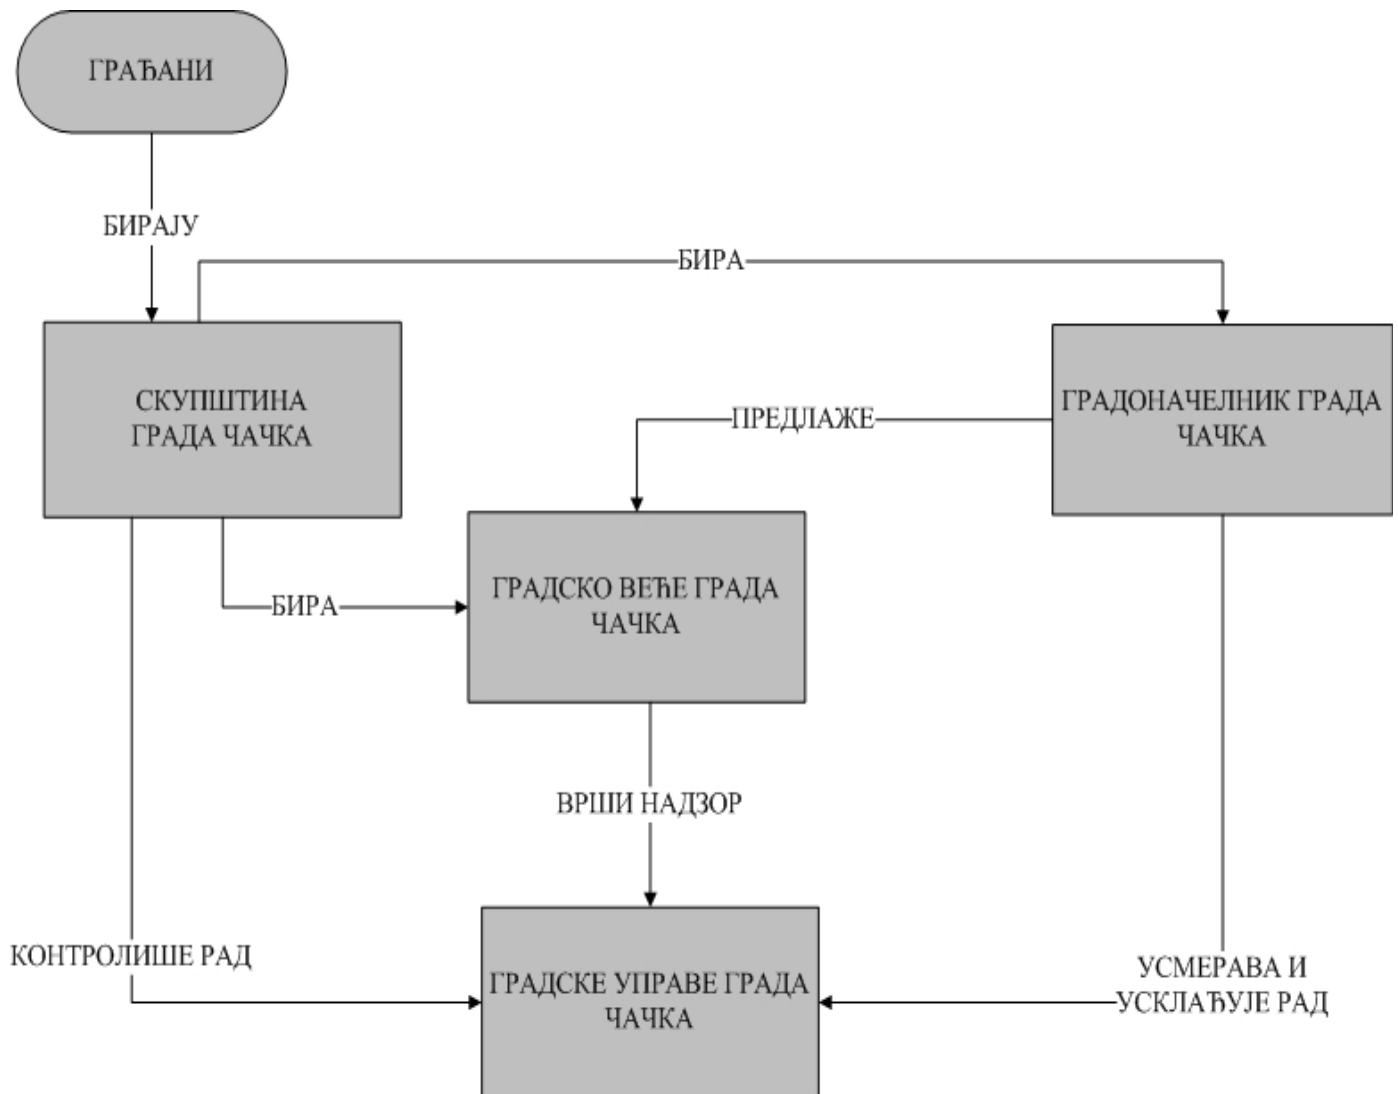 ГРАЂАНИ
БИРАЈУ
БИРА
СКУПШТИНА
ГРАДА ЧАЧКА
ГРАДОНАЧЕЛНИК ГРАДА
ЧАЧКА
ПРЕДЛАЖЕ
ГРАДСКО ВЕЋЕ ГРАДА
ЧАЧКА
БИРА
ВРШИ НАДЗОР
КОНТРОЛИШЕ РАД
ГРАДСКЕ УПРАВЕ ГРАДА
ЧАЧКА
УСМЕРАВА И
УСКЛАЂУЈЕ РАД